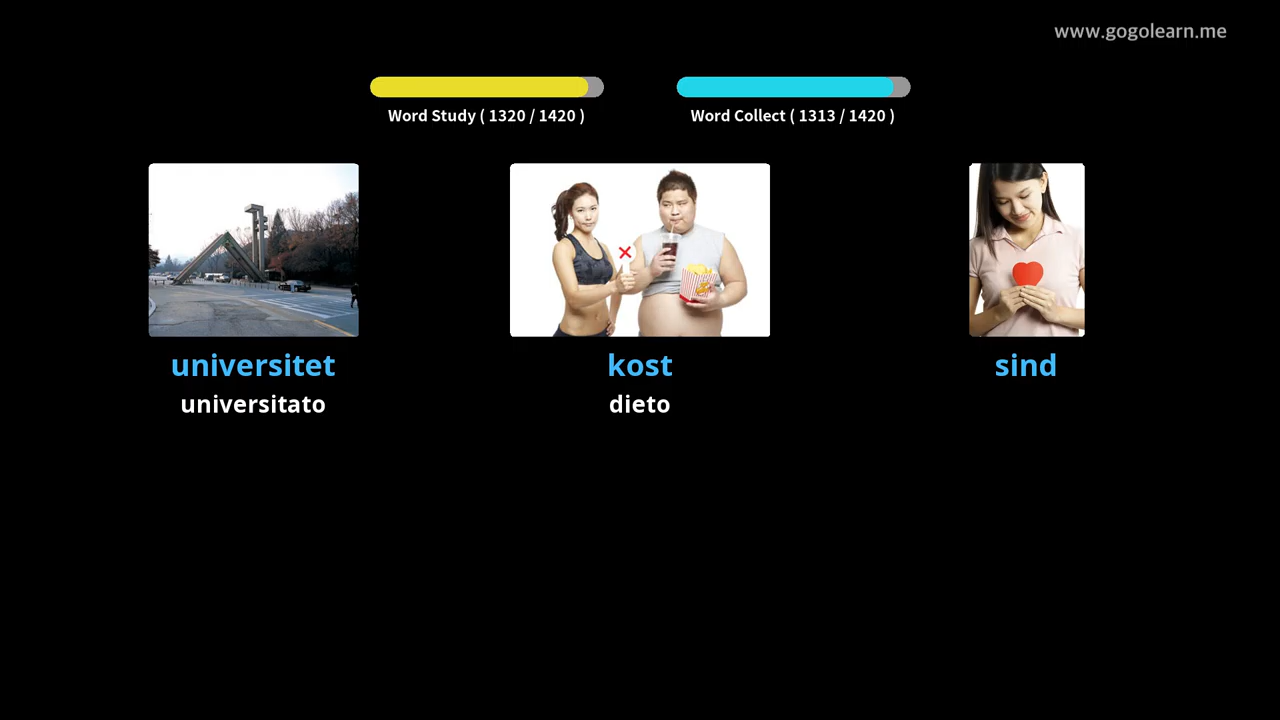 www.gogolearn.me
Word Study ( 1320 / 1420 )
Word Collect ( 1313 / 1420 )
universitet
kost
sind
universitato
dieto